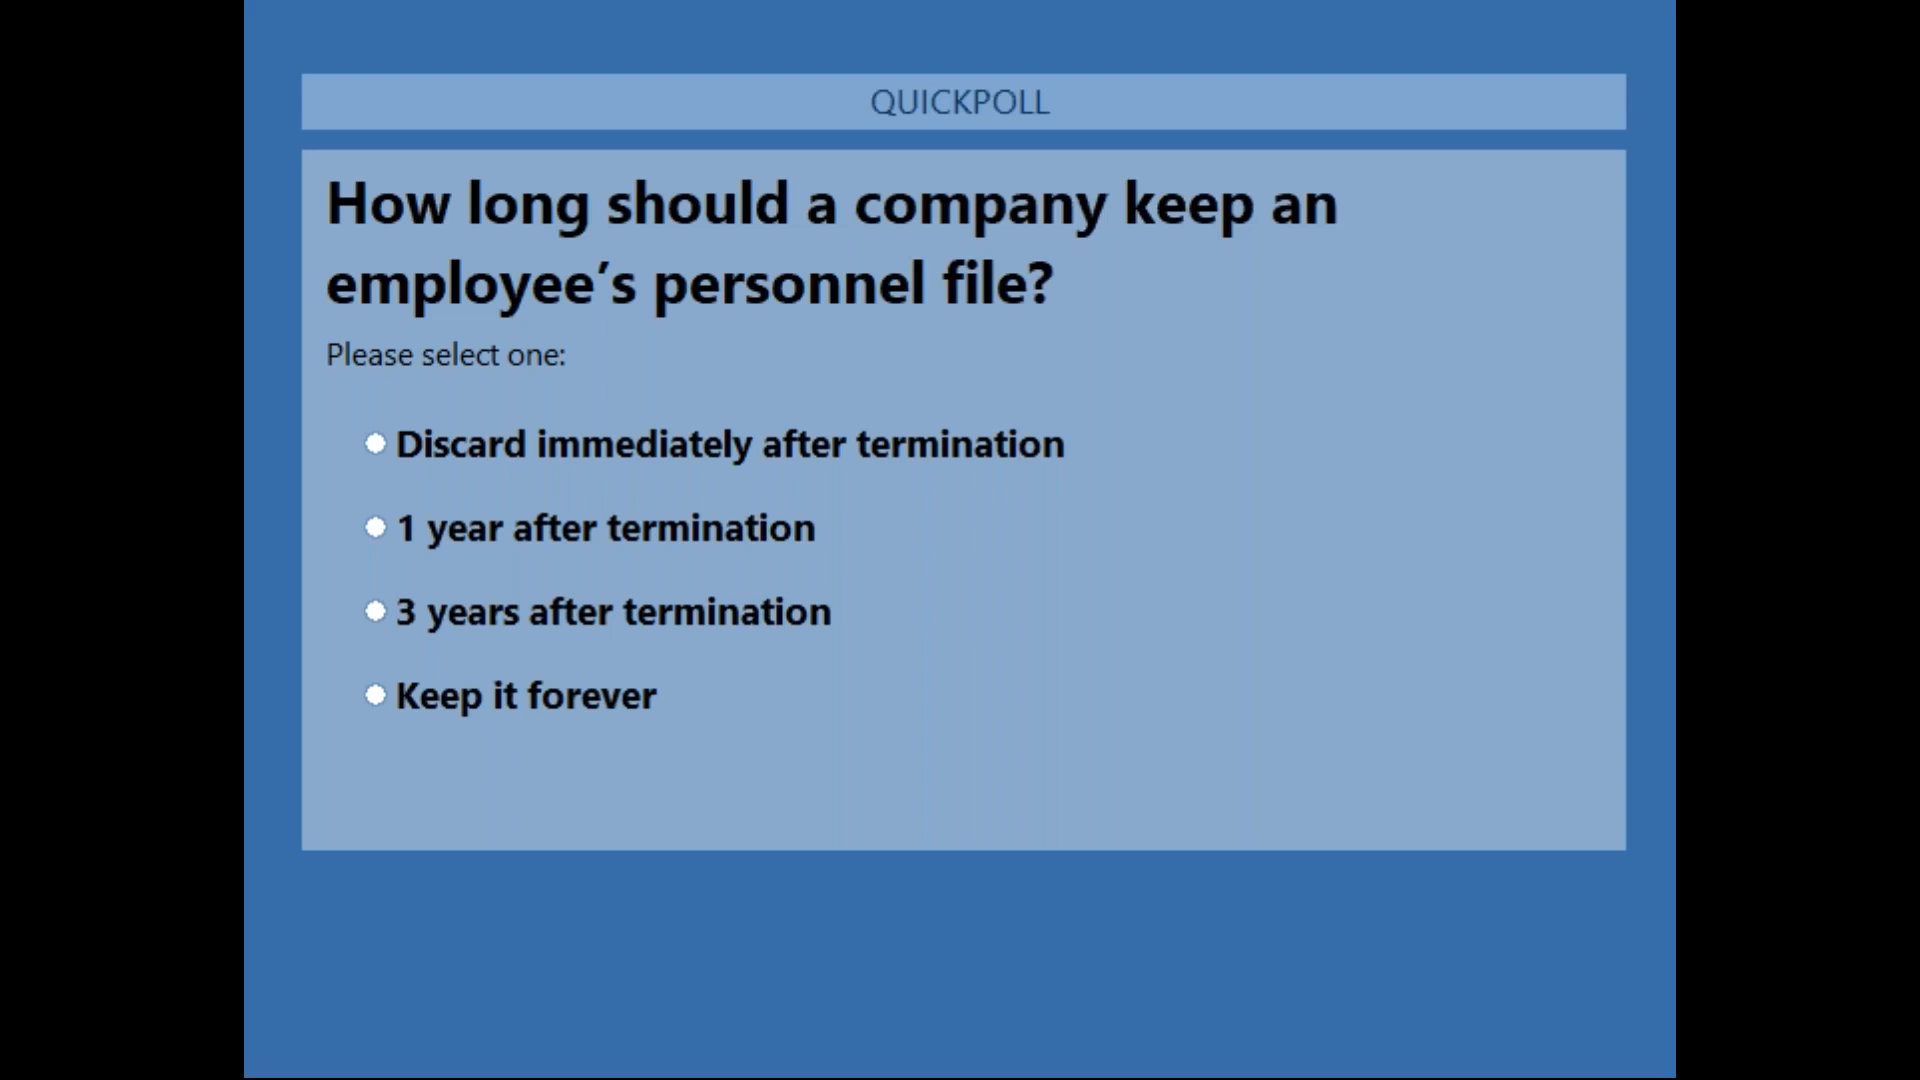 QUICKPOLL
How long should a company keep an
employee’s personnel file?
Please select one:
Discard immediately after termination
1 year after termination
3 years after termination
Keep it forever